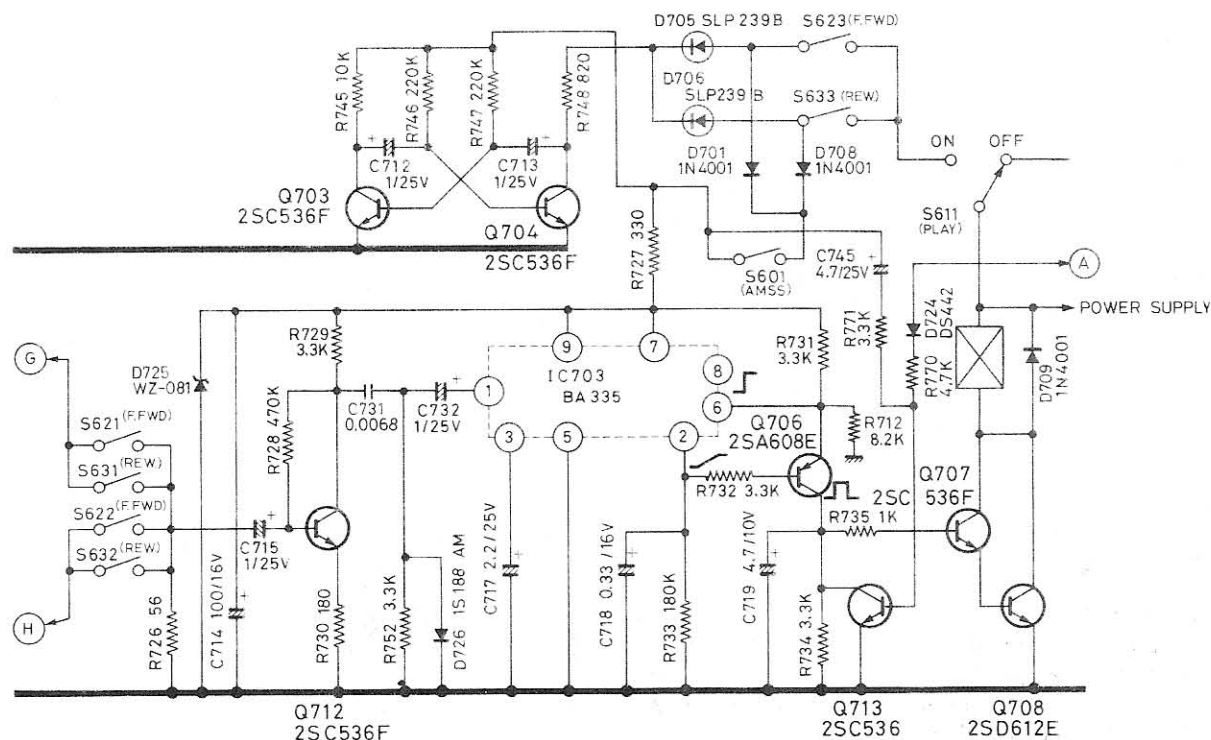 D705 SLP 239 B
S623 (F.FWD)
R745 10K
R746 220K
R747 220K
R748 820
D706
SLP239 B
S633 (REW)
ON
OFF
C712
1/25V
C713
1/25V
D701
1N4001
D708
1N4001
Q703
2SC536F
Q704
2SC536F
R727 330
S611
(PLAY)
S601
(AMSS)
C745
4.7/25V
A
POWER SUPPLY
R729
3.3K
R731
3.3K
R771
3.3K
D724
DS442
R770
4.7K
D709
1N4001
G
D725
WZ-081
9
7
IC703
BA 335
8
6
1
3
5
2
R728 470K
C731
0.0068
C732
1/25V
Q706
2SA608E
R712
8.2K
S621 (F.FWD)
S631 (REW)
S622 (F.FWD)
S632 (REW)
R732 3.3K
Q707
2SC 536F
R735 1K
C715
1/25V
H
R726 56
C714 100/16V
R730 180
R752 3.3K
D726 1S188 AM
C717 2.2/25V
C718 0.33/16V
R733 180K
C719 4.7/10V
R734 3.3K
Q712
2SC536F
Q713
2SC536
Q708
2SD612E